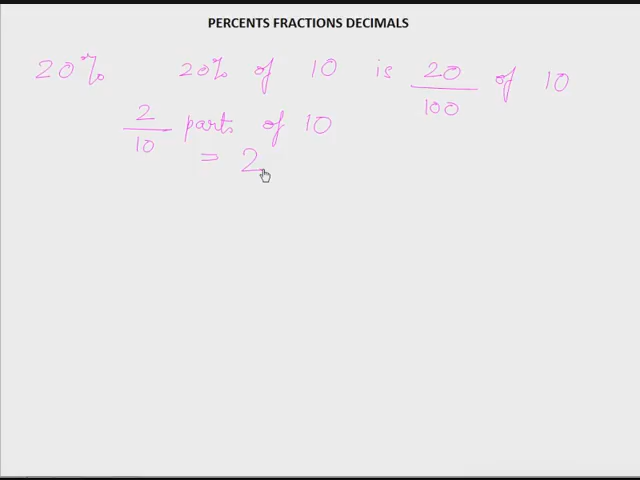 PERCENTS FRACTIONS DECIMALS
20% 20% of 10 is 20/100 of 10
2/10 parts of 10
= 2